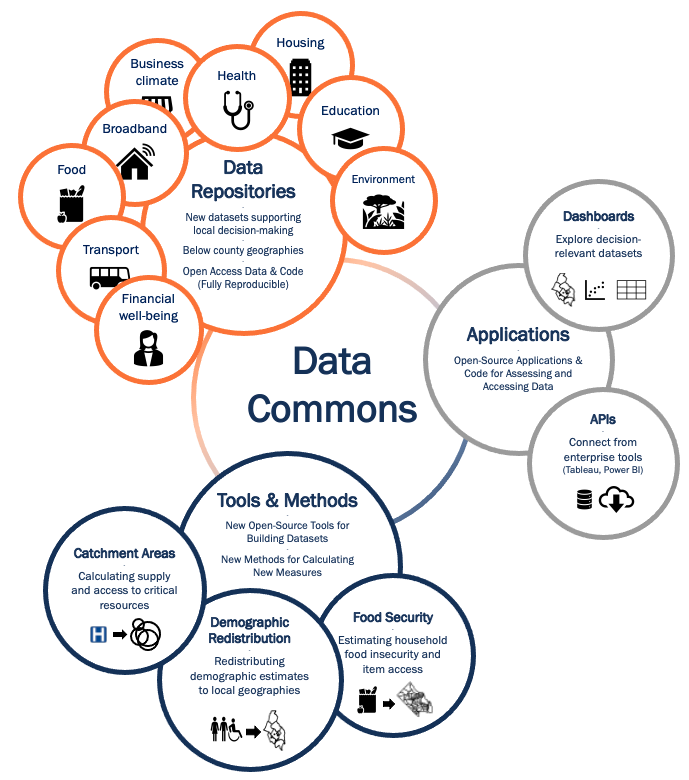 Housing
Business
climate
Health
Education
Broadband
Food
Environment
Transport
Financial
well-being
Data
Repositories
New datasets supporting
local decision-making
Below county geographies
Open Access Data & Code
(Fully Reproducible)
Data
Commons
Dashboards
Explore decision-
relevant datasets
Applications
Open-Source Applications &
Code for Assessing and
Accessing Data
APIs
Connect from
enterprise tools
(Tableau, Power BI)
Tools & Methods
New Open-Source Tools for
Building Datasets
New Methods for Calculating
New Measures
Catchment Areas
Calculating supply
and access to critical
resources
H
Demographic
Redistribution
Redistributing
demographic estimates
to local geographies
Food Security
Estimating household
food insecurity and
item access